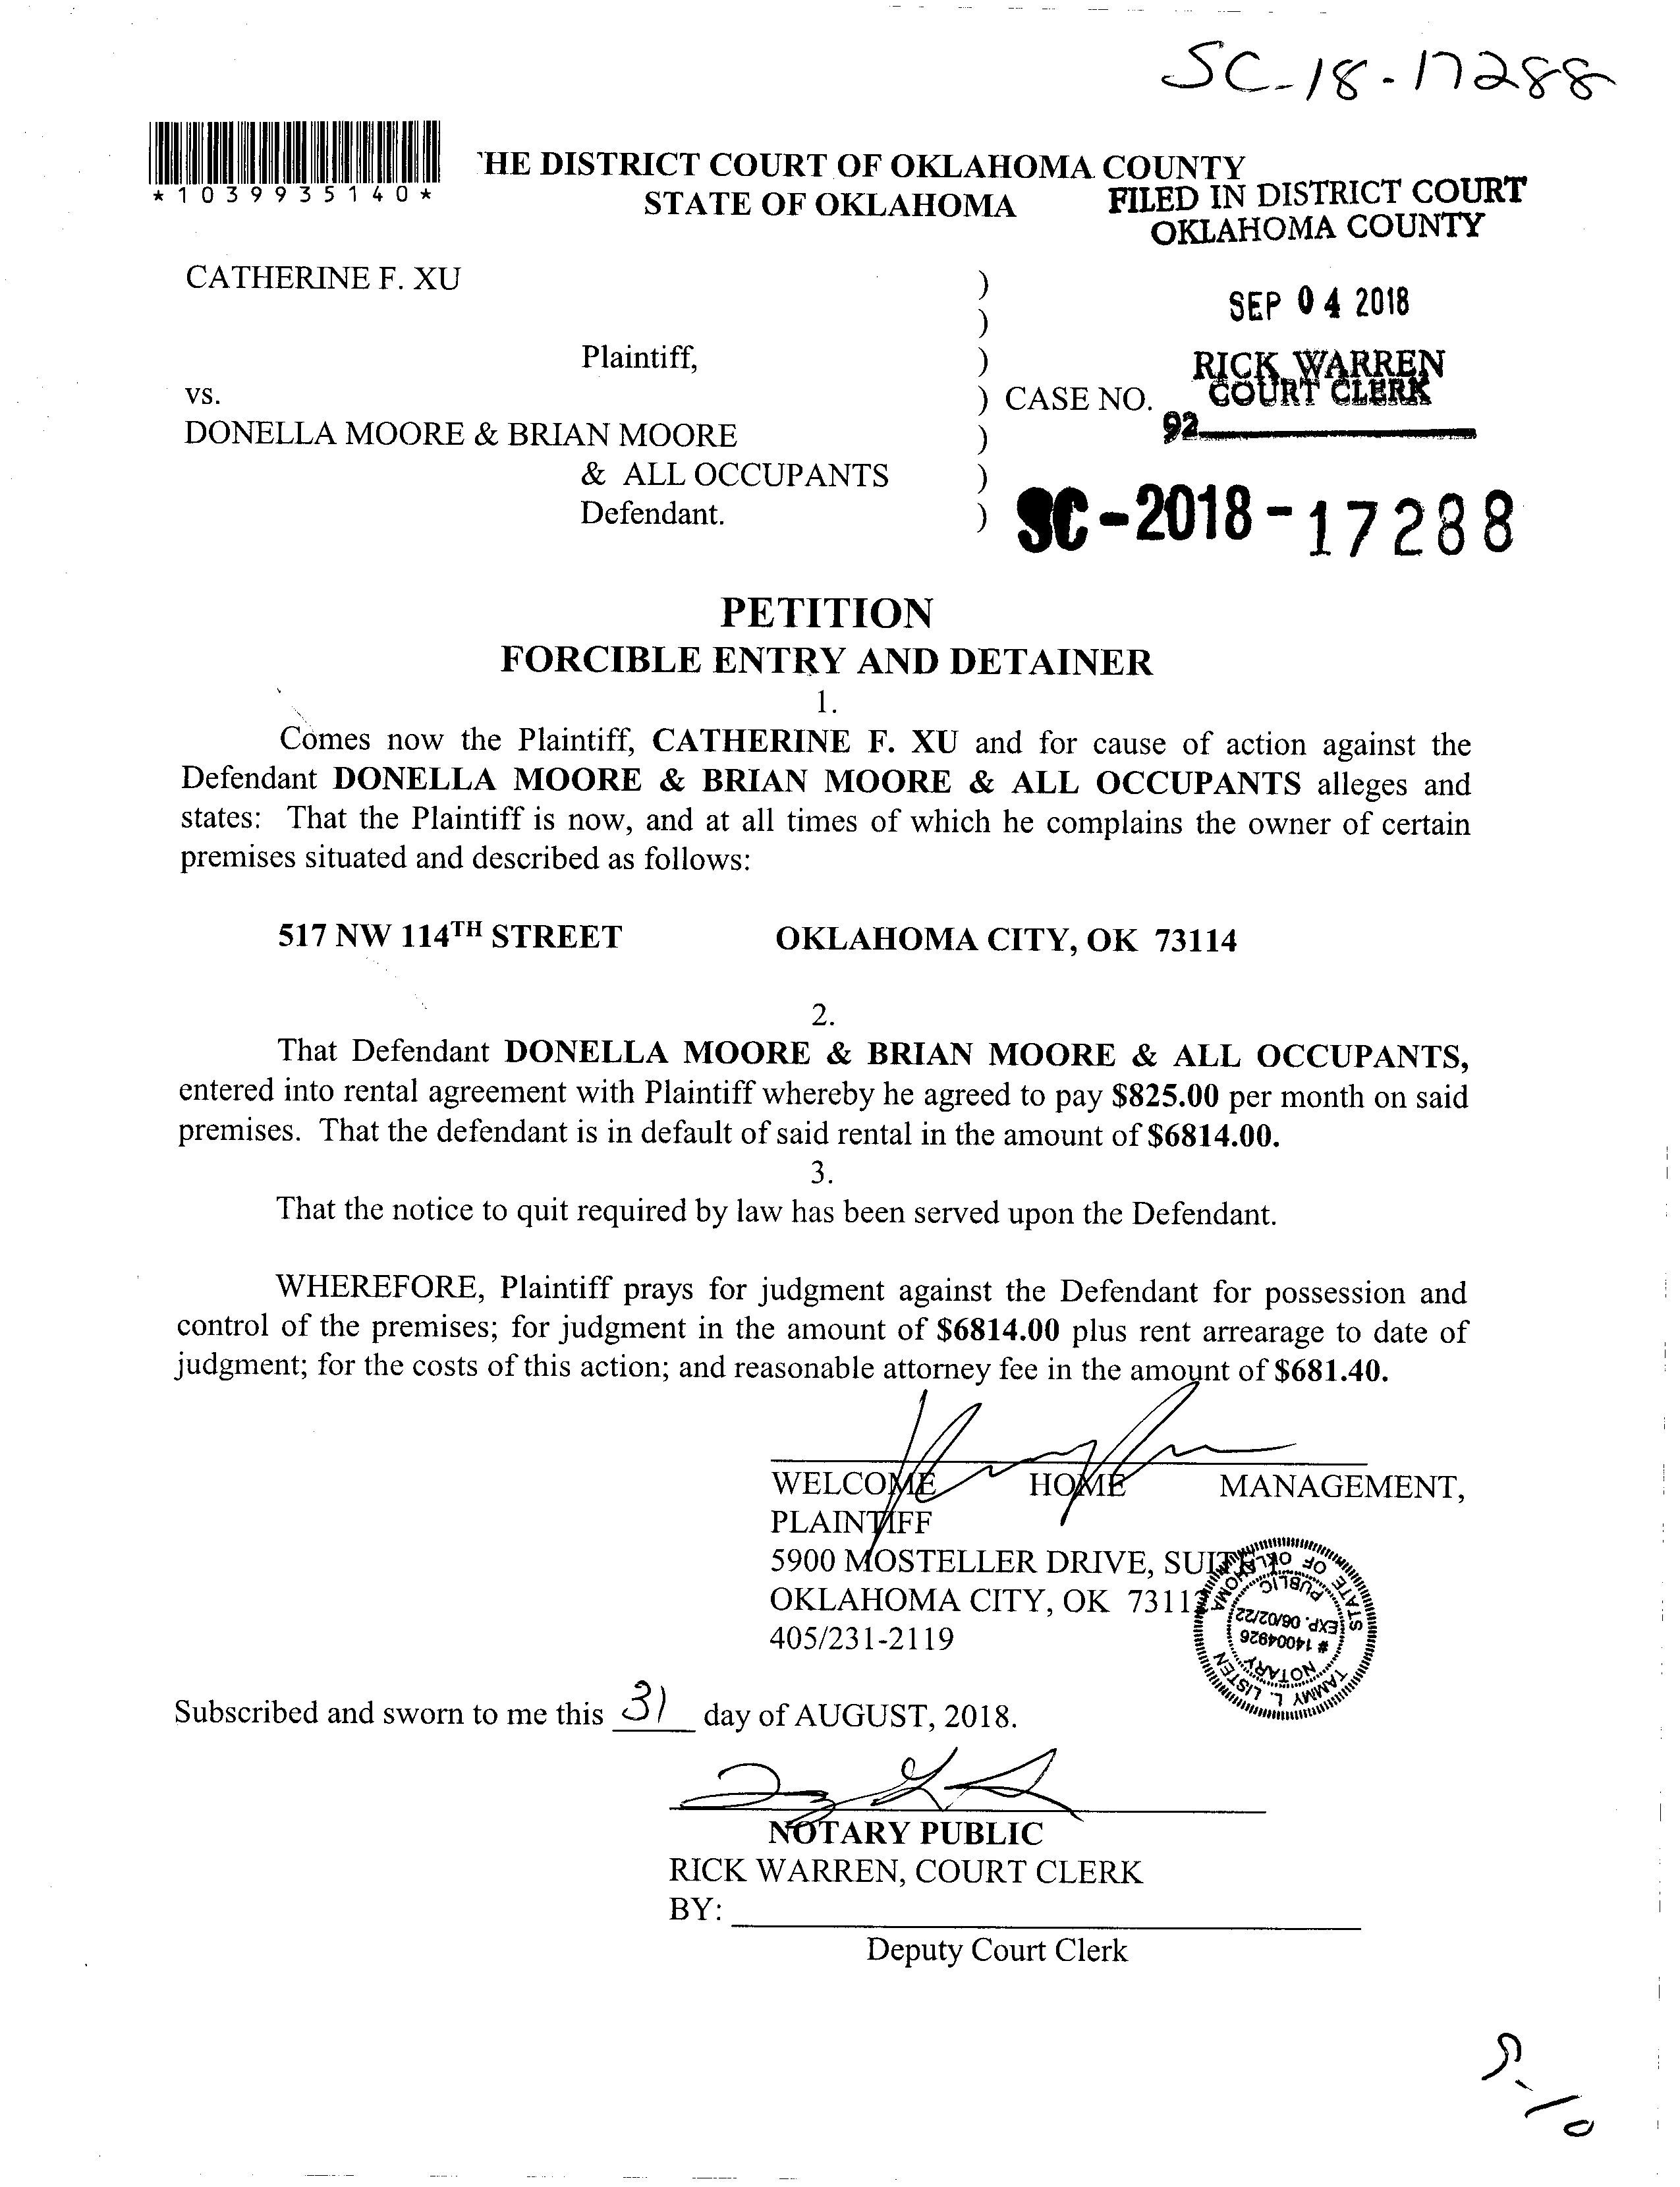 SC-18-17288
*1039935140*
'HE DISTRICT COURT OF OKLAHOMA COUNTY
STATE OF OKLAHOMA
FILED IN DISTRICT COURT
OKLAHOMA COUNTY
CATHERINE F. XU )
)
SEP 04 2018
Plaintiff, )
RICK WARREN
COURT CLERK
vs. ) CASE NO.
92
DONELLA MOORE & BRIAN MOORE )
& ALL OCCUPANTS )
Defendant. )
SC-2018-17288
PETITION
FORCIBLE ENTRY AND DETAINER
1.
Comes now the Plaintiff, CATHERINE F. XU and for cause of action against the
Defendant DONELLA MOORE & BRIAN MOORE & ALL OCCUPANTS alleges and
states: That the Plaintiff is now, and at all times of which he complains the owner of certain
premises situated and described as follows:
517 NW 114TH STREET OKLAHOMA CITY, OK 73114
2.
That Defendant DONELLA MOORE & BRIAN MOORE & ALL OCCUPANTS,
entered into rental agreement with Plaintiff whereby he agreed to pay $825.00 per month on said
premises. That the defendant is in default of said rental in the amount of $6814.00.
3.
That the notice to quit required by law has been served upon the Defendant.
WHEREFORE, Plaintiff prays for judgment against the Defendant for possession and
control of the premises; for judgment in the amount of $6814.00 plus rent arrearage to date of
judgment; for the costs of this action; and reasonable attorney fee in the amount of $681.40.
WELCOME HOME MANAGEMENT,
PLAINTIFF
5900 MOSTELLER DRIVE,
OKLAHOMA CITY, OK
405/231-2119
TAMMY L. LISTEN
NOTARY
# 14004926
EXP. 06/02/22
PUBLIC
STATE OF OKLAHOMA
Subscribed and sworn to me this 31 day of AUGUST, 2018.
NOTARY PUBLIC
RICK WARREN, COURT CLERK
BY:
Deputy Court Clerk